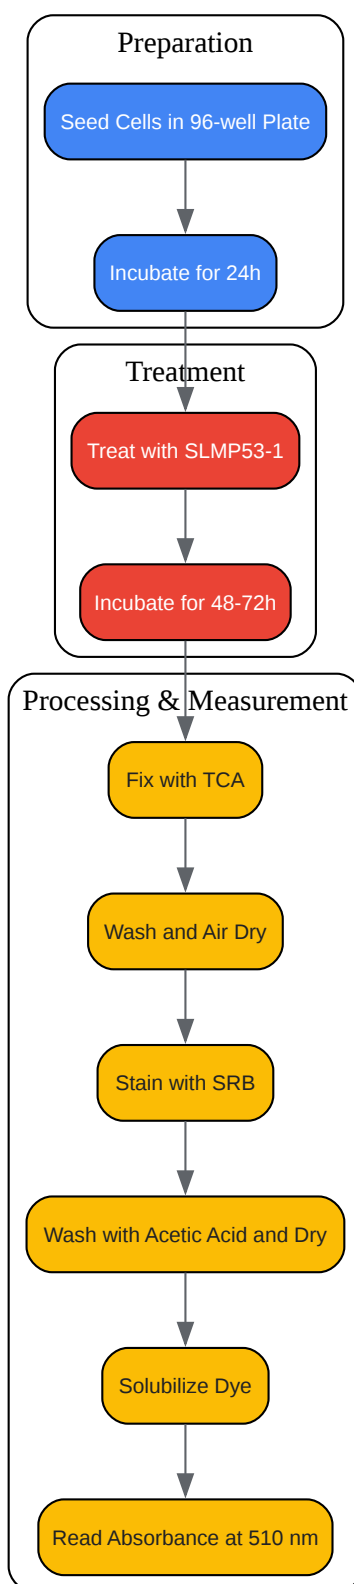 Preparation
Seed Cells in 96-well Plate
Incubate for 24h
Treatment
Treat with SLMP53-1
Incubate for 48-72h
Processing & Measurement
Fix with TCA
Wash and Air Dry
Stain with SRB
Wash with Acetic Acid and Dry
Solubilize Dye
Read Absorbance at 510 nm